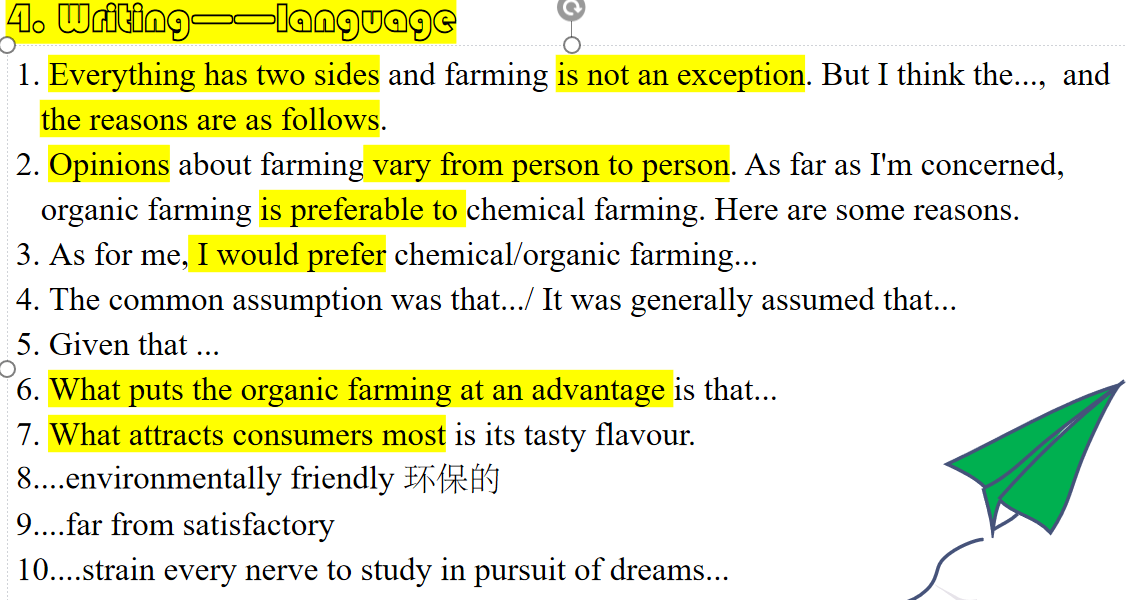 4. Writing——language
1. Everything has two sides and farming is not an exception. But I think the..., and
the reasons are as follows.
2. Opinions about farming vary from person to person. As far as I'm concerned,
organic farming is preferable to chemical farming. Here are some reasons.
3. As for me, I would prefer chemical/organic farming...
4. The common assumption was that.../ It was generally assumed that...
5. Given that ...
6. What puts the organic farming at an advantage is that...
7. What attracts consumers most is its tasty flavour.
8....environmentally friendly 环保的
9....far from satisfactory
10....strain every nerve to study in pursuit of dreams...